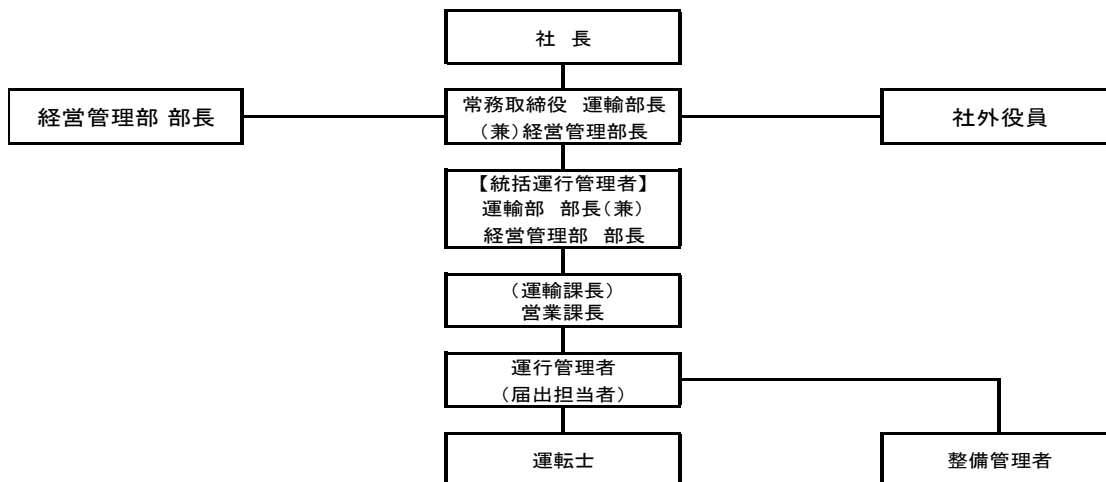 社 長
経営管理部 部長
常務取締役 運輸部長
(兼)経営管理部長
社外役員
【統括運行管理者】
運輸部 部長(兼)
経営管理部 部長
(運輸課長)
営業課長
運行管理者
(届出担当者)
運転士
整備管理者